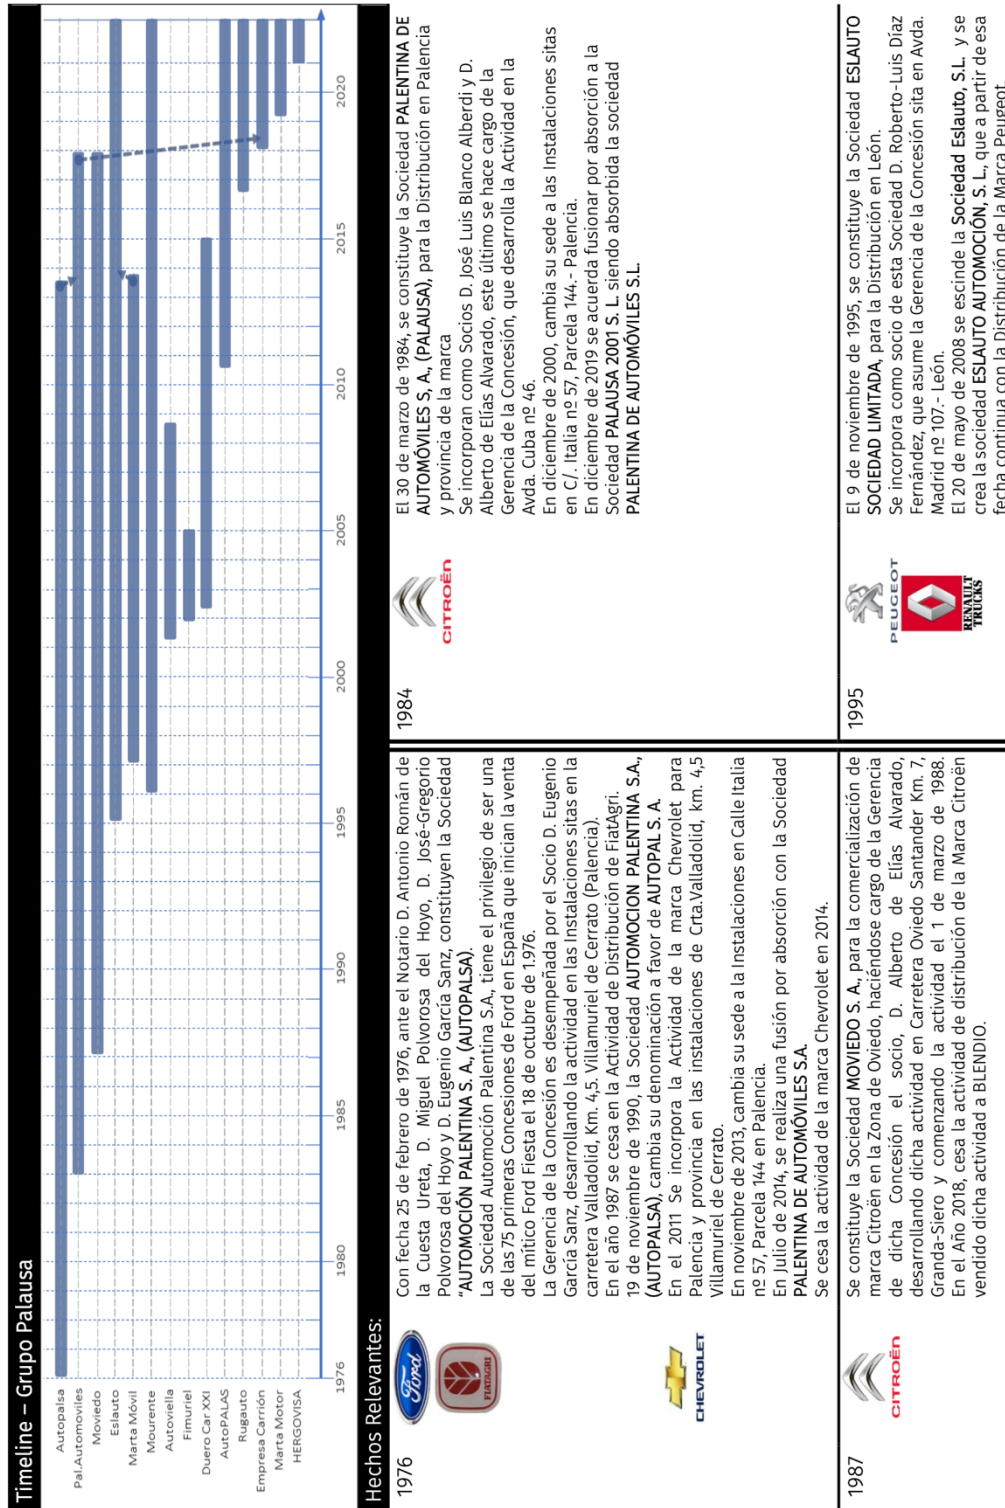 Timeline – Grupo Palausa
Autopalsa
Pal.Automoviles
Moviedo
Eslauto
Marta Móvil
Mourente
Autoviella
Fimuriel
Duero Car XXI
AutoPALAS
Rugauto
Empresa Carrión
Marta Motor
HERGOVISA
1976
1980
1985
1990
1995
2000
2005
2010
2015
2020
Hechos Relevantes:
1976
Ford
FIATAGRI
CHEVROLET
Con fecha 25 de febrero de 1976, ante el Notario D. Antonio Román de
la Cuesta Ureta, D. Miguel Polvorosa del Hoyo, D. José-Gregorio
Polvorosa del Hoyo y D. Eugenio García Sanz, constituyen la Sociedad
"AUTOMOCIÓN PALENTINA S. A., (AUTOPALSA).
La Sociedad Automoción Palentina S.A., tiene el privilegio de ser una
de las 75 primeras Concesiones de Ford en España que inician la venta
del mítico Ford Fiesta el 18 de octubre de 1.976.
La Gerencia de la Concesión es desempeñada por el Socio D. Eugenio
García Sanz, desarrollando la actividad en las Instalaciones sitas en la
carretera Valladolid, Km. 4,5. Villamuriel de Cerrato (Palencia).
En el año 1987 se cesa en la Actividad de Distribución de FiatAgri.
19 de noviembre de 1990, la Sociedad AUTOMOCION PALENTINA S.A.,
(AUTOPALSA), cambia su denominación a favor de AUTOPAL S. A.
En el 2011 Se incorpora la Actividad de la marca Chevrolet para
Palencia y provincia en las instalaciones de Crta.Valladolid, km. 4,5
Villamuriel de Cerrato.
En noviembre de 2013, cambia su sede a la Instalaciones en Calle Italia
nº 57, Parcela 144 en Palencia.
En Julio de 2014, se realiza una fusión por absorción con la Sociedad
PALENTINA DE AUTOMÓVILES S.A.
Se cesa la actividad de la marca Chevrolet en 2014.
1984
CITROËN
El 30 de marzo de 1984, se constituye la Sociedad PALENTINA DE
AUTOMÓVILES S, A, (PALAUSA), para la Distribución en Palencia
y provincia de la marca
Se incorporan como Socios D. José Luis Blanco Alberdi y D.
Alberto de Elías Alvarado, este último se hace cargo de la
Gerencia de la Concesión, que desarrolla la Actividad en la
Avda. Cuba nº 46.
En diciembre de 2000, cambia su sede a las Instalaciones sitas
en C/. Italia nº 57, Parcela 144. - Palencia.
En diciembre de 2019 se acuerda fusionar por absorción a la
Sociedad PALAUSA 2001 S. L. siendo absorbida la sociedad
PALENTINA DE AUTOMÓVILES S.L.
1987
CITROËN
Se constituye la Sociedad MOVIEDO S. A., para la comercialización de
marca Citroën en la Zona de Oviedo, haciéndose cargo de la Gerencia
de dicha Concesión el socio, D. Alberto de Elías Alvarado,
desarrollando dicha actividad en Carretera Oviedo Santander Km. 7,
Granda-Siero y comenzando la actividad el 1 de marzo de 1988.
En el Año 2018, cesa la actividad de distribución de la Marca Citroën
vendido dicha actividad a BLENDIO.
1995
PEUGEOT
RENAULT
TRUCKS
El 9 de noviembre de 1995, se constituye la Sociedad ESLAUTO
SOCIEDAD LIMITADA, para la Distribución en León.
Se incorpora como socio de esta Sociedad D. Roberto-Luis Díaz
Fernández, que asume la Gerencia de la Concesión sita en Avda.
Madrid nº 107.- León.
El 20 de mayo de 2008 se escinde la Sociedad Eslauto, S.L. y se
crea la sociedad ESLAUTO AUTOMOCIÓN, S. L., que a partir de esa
fecha continua con la Distribución de la Marca Peugeot.